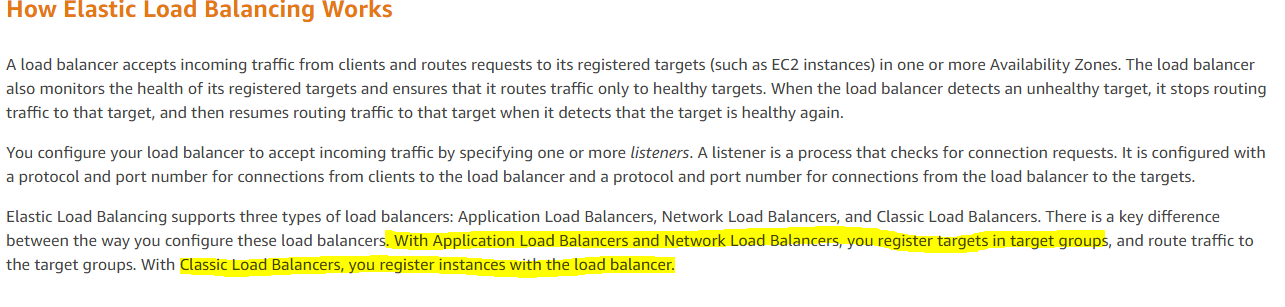 How Elastic Load Balancing Works
A load balancer accepts incoming traffic from clients and routes requests to its registered targets (such as EC2 instances) in one or more Availability Zones. The load balancer
also monitors the health of its registered targets and ensures that it routes traffic only to healthy targets. When the load balancer detects an unhealthy target, it stops routing
traffic to that target, and then resumes routing traffic to that target when it detects that the target is healthy again.
You configure your load balancer to accept incoming traffic by specifying one or more listeners. A listener is a process that checks for connection requests. It is configured with
a protocol and port number for connections from clients to the load balancer and a protocol and port number for connections from the load balancer to the targets.
Elastic Load Balancing supports three types of load balancers: Application Load Balancers, Network Load Balancers, and Classic Load Balancers. There is a key difference
between the way you configure these load balancers. With Application Load Balancers and Network Load Balancers, you register targets in target groups, and route traffic to
the target groups. With Classic Load Balancers, you register instances with the load balancer.